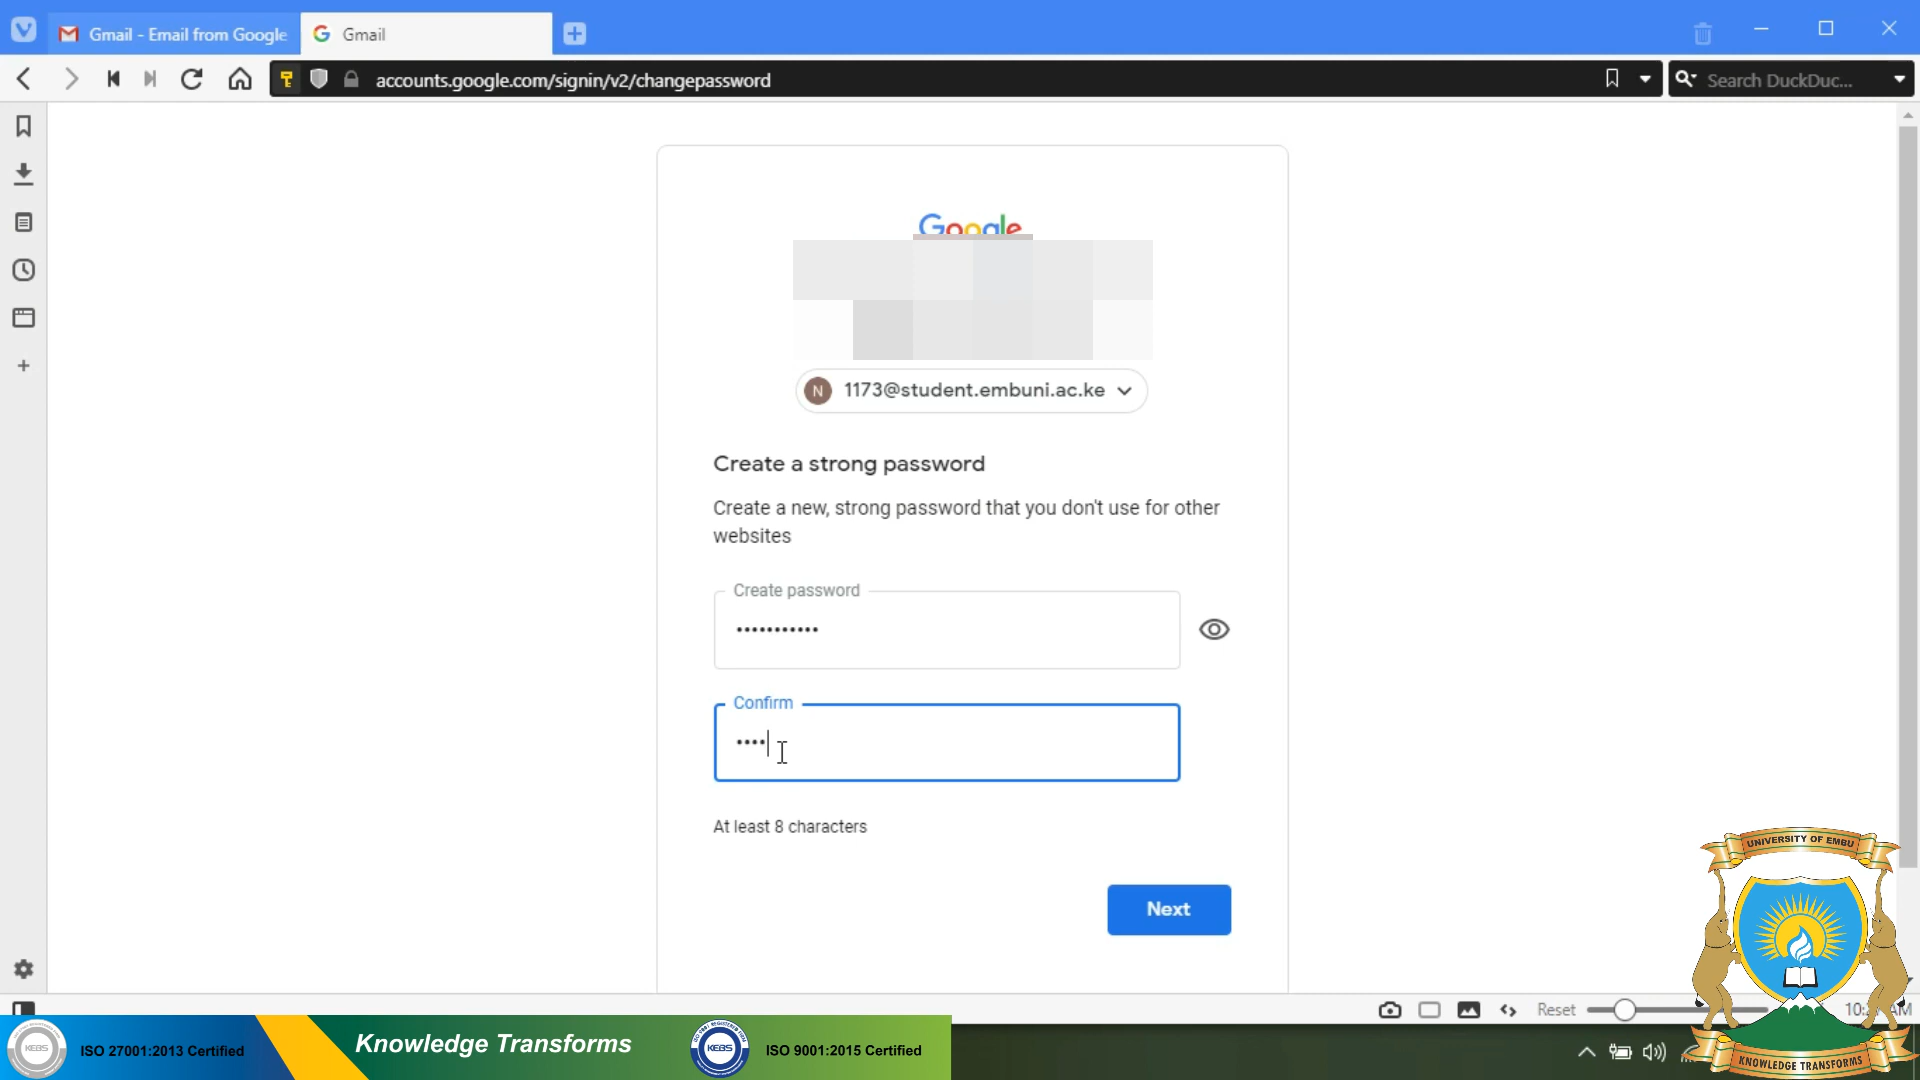 Gmail - Email from Google
Gmail
accounts.google.com/signin/v2/changepassword
Search DuckDuc...
Google
N
1173@student.embuni.ac.ke
Create a strong password
Create a new, strong password that you don't use for other
websites
Create password
•••••••••••
Confirm
••••
At least 8 characters
Next
UNIVERSITY OF EMBU
KNOWLEDGE TRANSFORMS
Reset
KEBS
ISO 27001:2013 Certified
Knowledge Transforms
KEBS
ISO 9001:2015 Certified